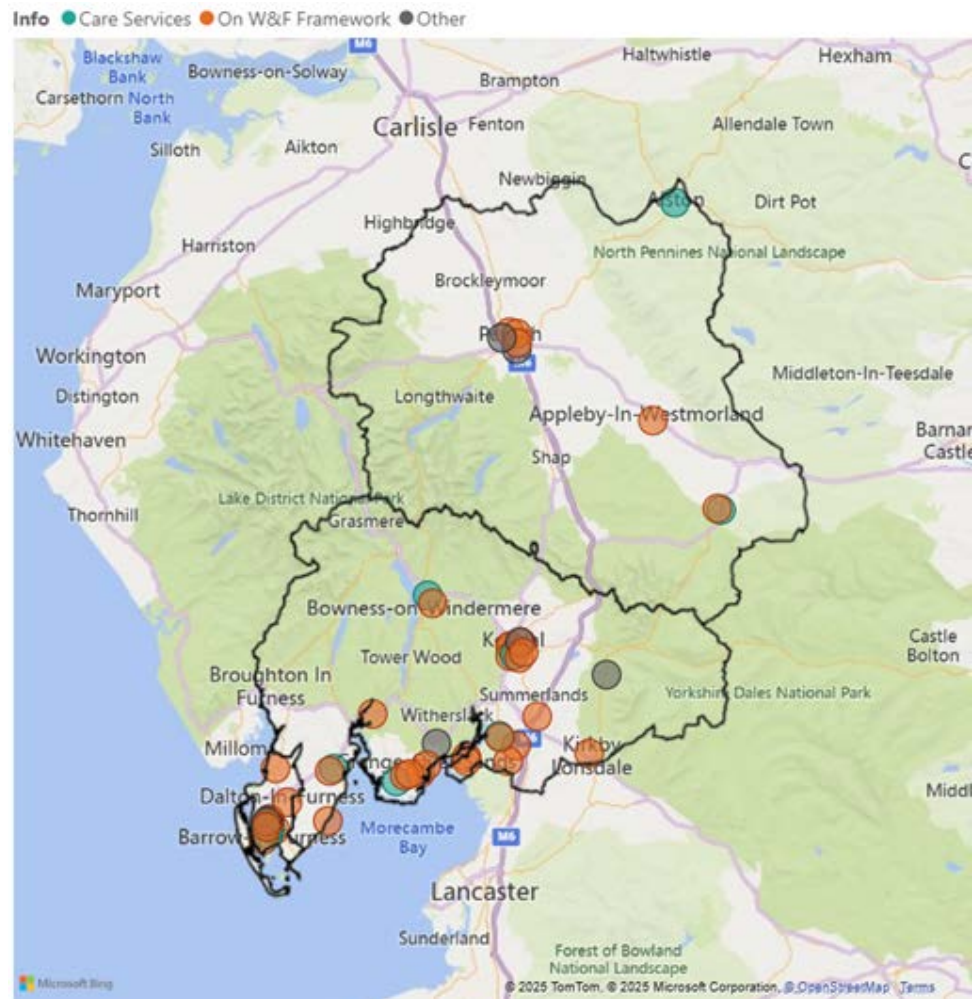 Info Care Services On W&F Framework Other
M6
Blackshaw
Bank
Bowness-on-Solway
Haltwhistle
Hexham
Brampton
Carsethorn North
Bank
Carlisle
Fenton
Allendale Town
Silloth
Aikton
Newbiggin
Alston
Dirt Pot
Highbridge
Harriston
North Pennines National Landscape
Brockleymoor
Maryport
Workington
M6
Middleton-In-Teesdale
Distington
Longthwaite
Appleby-In-Westmorland
Whitehaven
Barnar
Castle
Shap
Lake District National Park
Thornhill
Grasmere
Bowness-on-Windermere
Castle
Bolton
Tower Wood
Broughton In
Furness
Summerlands
Yorkshire Dales National Park
Witherslack
Millom
Kirkby
Lonsdale
Dalton-In-Furness
Middl
Morecambe
Bay
M6
Lancaster
Sunderland
Forest of Bowland
National Landscape
Microsoft Bing
© 2025 TomTom, © 2025 Microsoft Corporation, © OpenStreetMap Terms